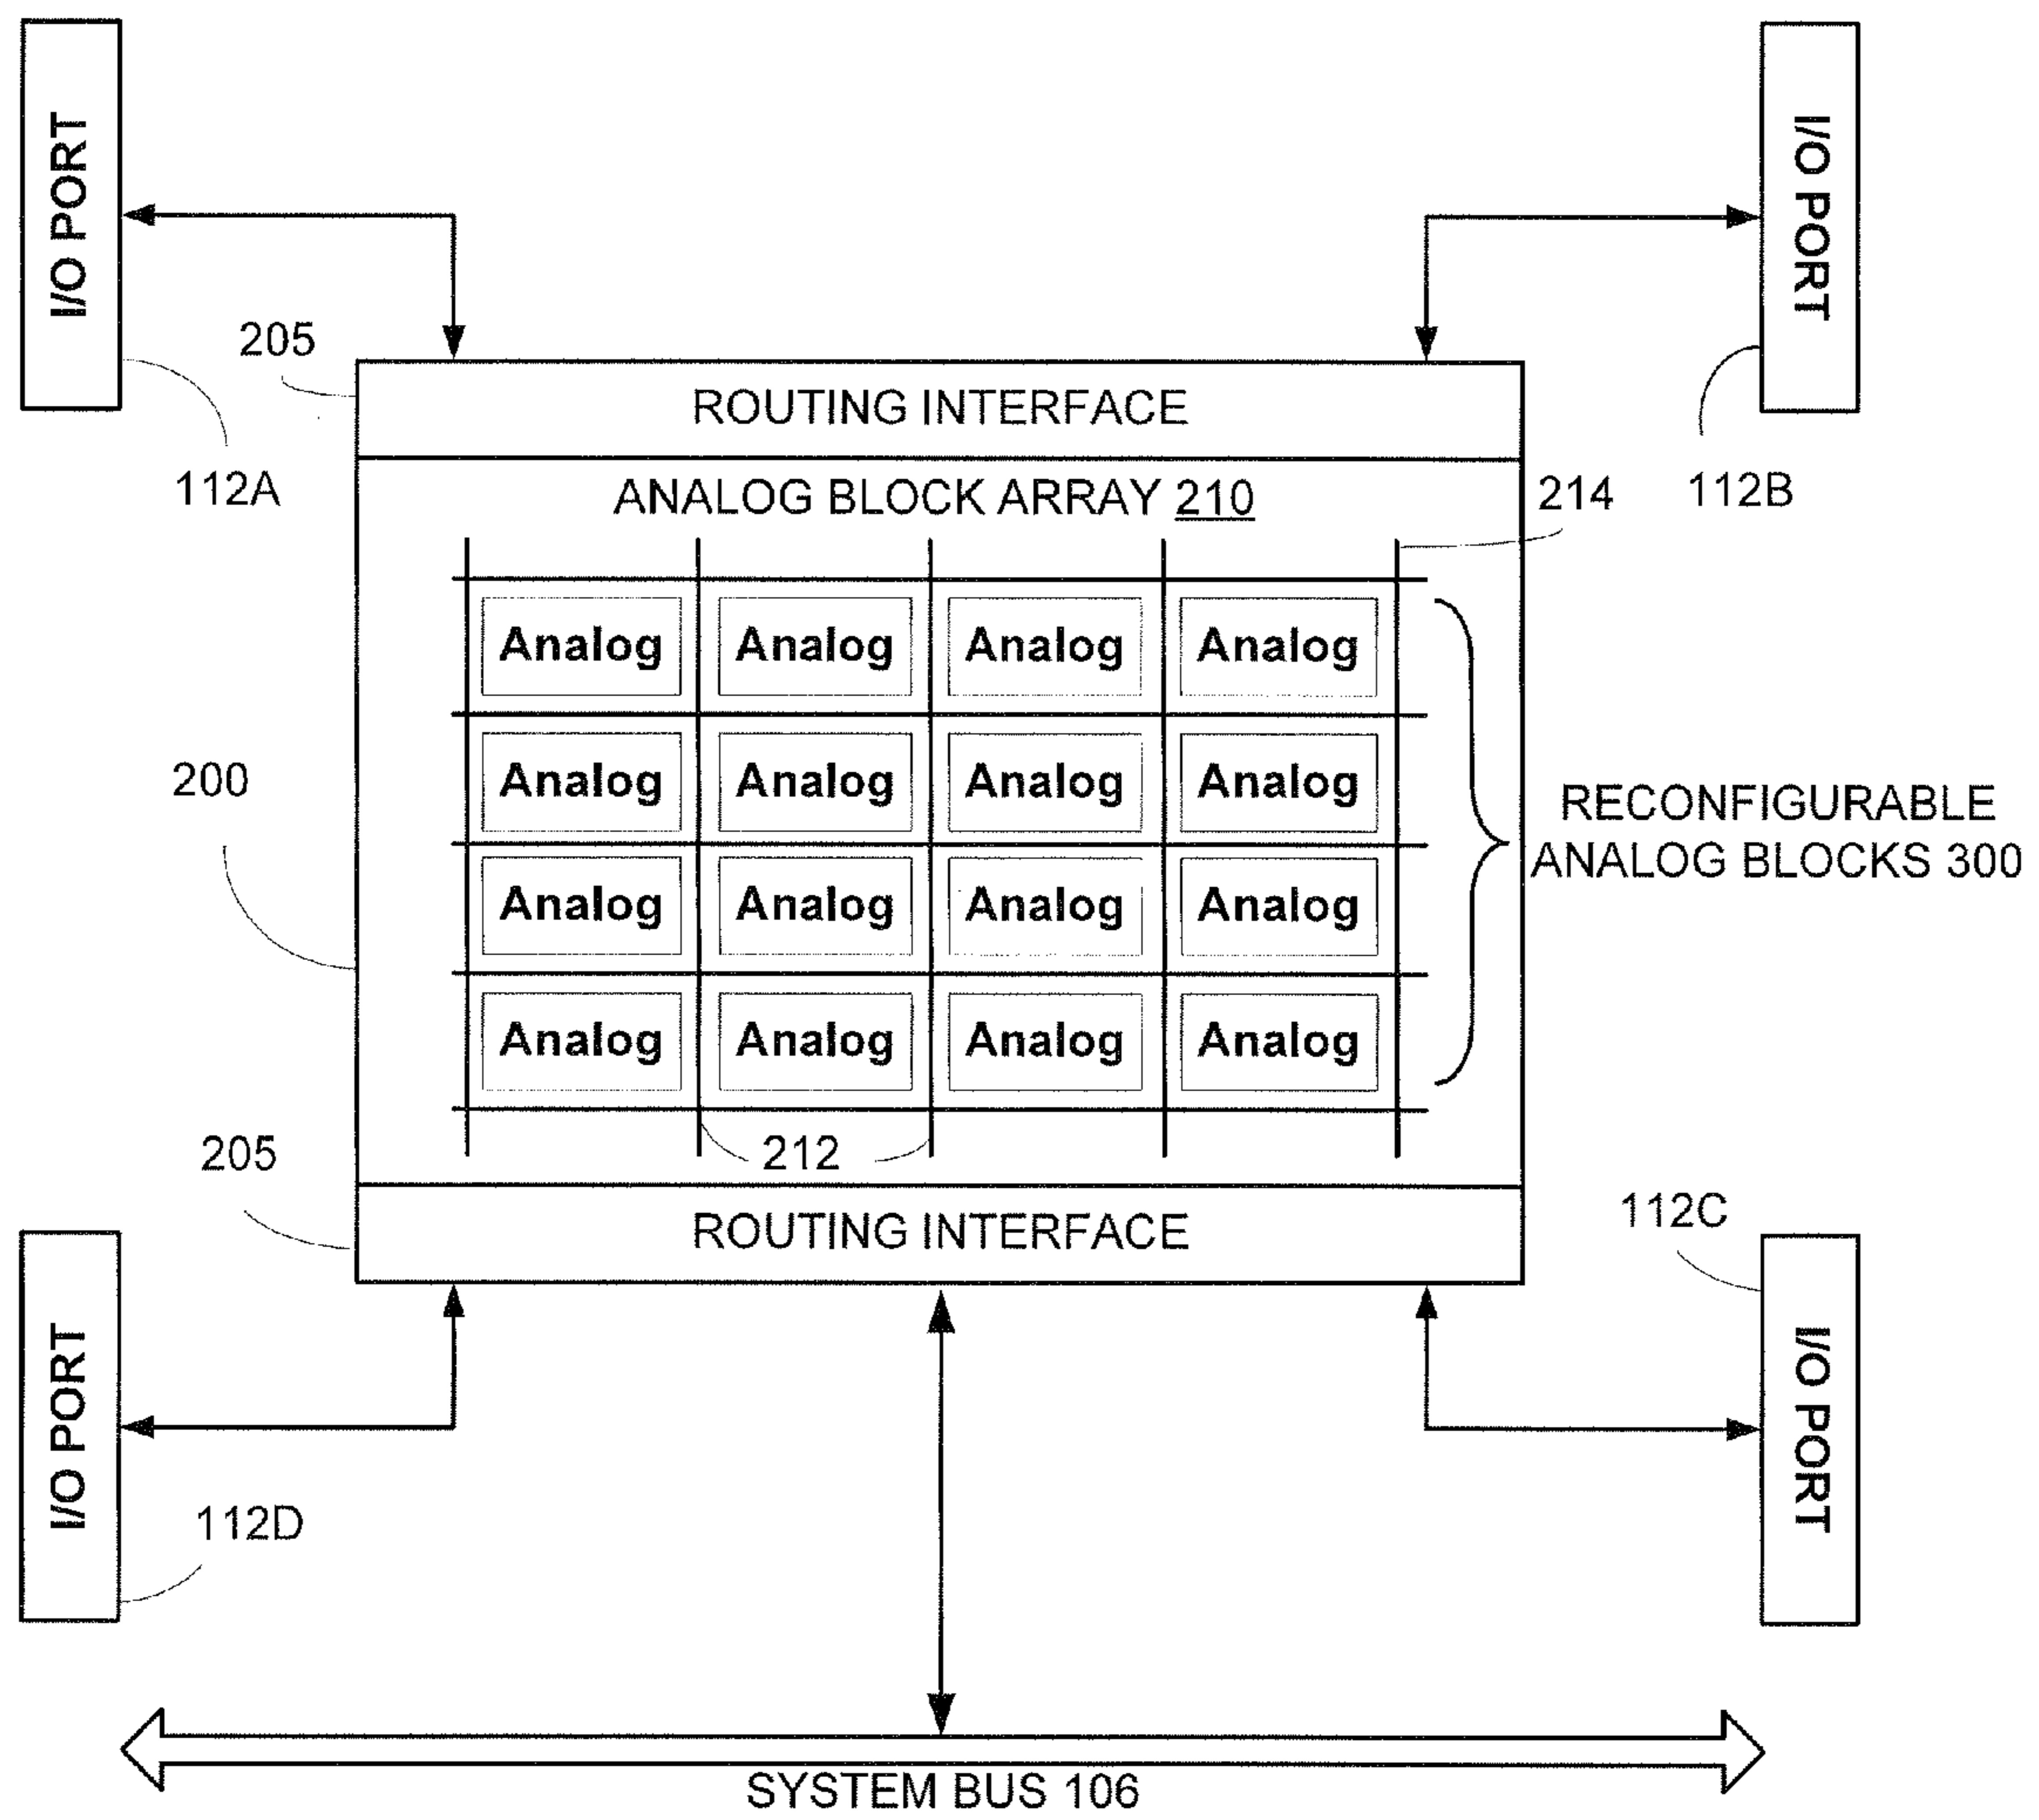 I/O PORT
I/O PORT
205
112A
ROUTING INTERFACE
112B
ANALOG BLOCK ARRAY 210
214
Analog Analog Analog Analog
Analog Analog Analog Analog
200
RECONFIGURABLE
ANALOG BLOCKS 300
Analog Analog Analog Analog
Analog Analog Analog Analog
212
205
ROUTING INTERFACE
112C
I/O PORT
I/O PORT
112D
SYSTEM BUS 106